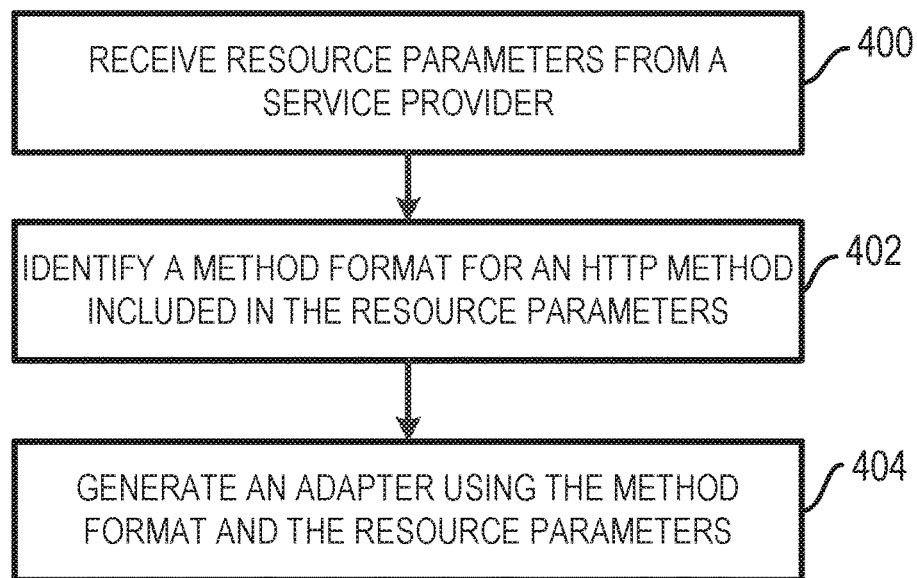 RECEIVE RESOURCE PARAMETERS FROM A
SERVICE PROVIDER
400
IDENTIFY A METHOD FORMAT FOR AN HTTP METHOD
INCLUDED IN THE RESOURCE PARAMETERS
402
GENERATE AN ADAPTER USING THE METHOD
FORMAT AND THE RESOURCE PARAMETERS
404